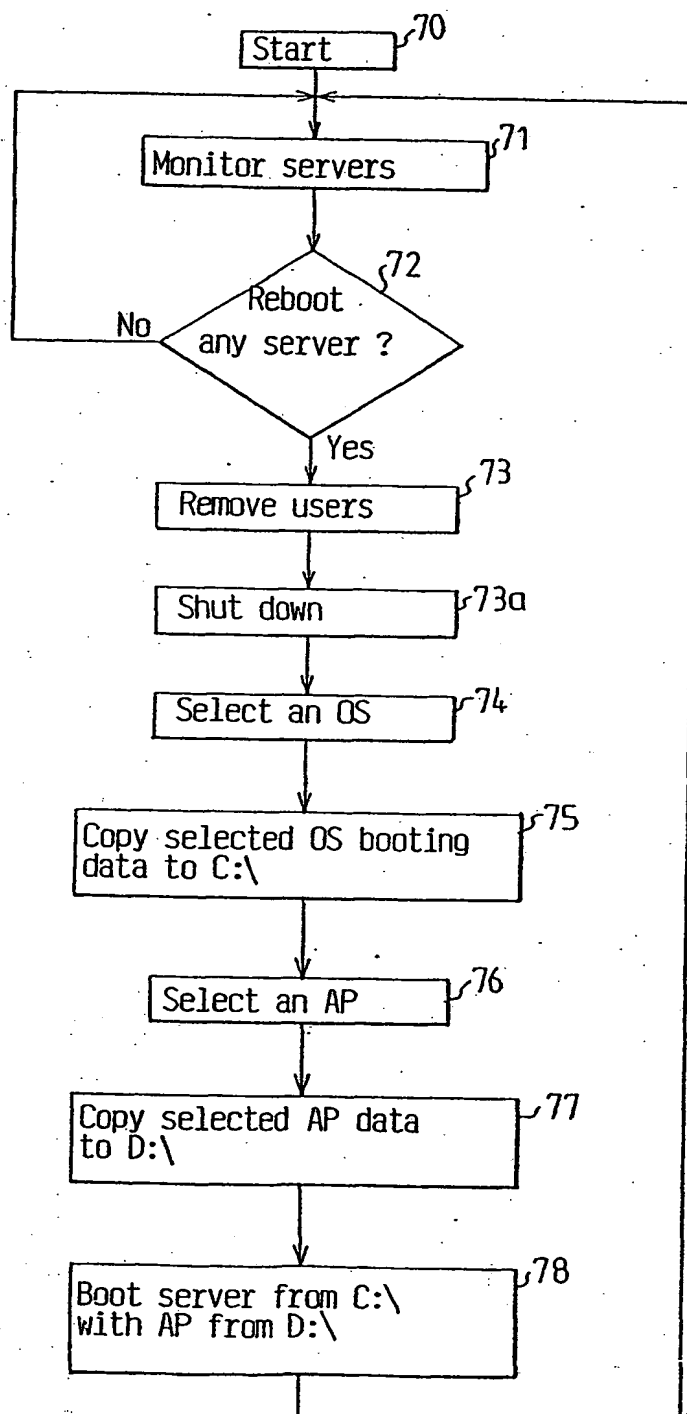 Start
70
Monitor servers
71
72
Reboot
any server ?
No
Yes
Remove users
73
Shut down
73a
Select an OS
74
Copy selected OS booting
data to C:\
75
Select an AP
76
Copy selected AP data
to D:\
77
Boot server from C:\
with AP from D:\
78